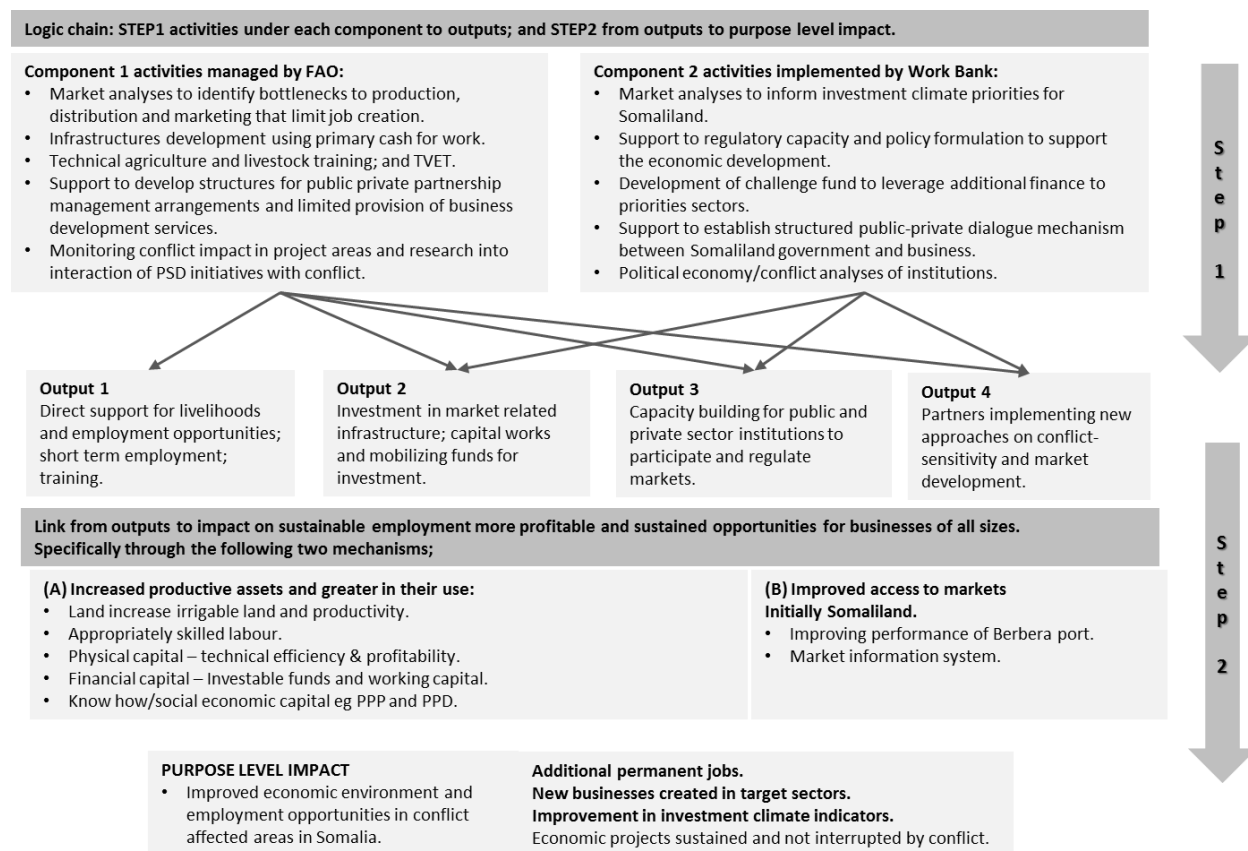 Logic chain: STEP1 activities under each component to outputs; and STEP2 from outputs to purpose level impact.
Component 1 activities managed by FAO:
• Market analyses to identify bottlenecks to production,
distribution and marketing that limit job creation.
• Infrastructures development using primary cash for work.
• Technical agriculture and livestock training; and TVET.
• Support to develop structures for public private partnership
management arrangements and limited provision of business
development services.
• Monitoring conflict impact in project areas and research into
interaction of PSD initiatives with conflict.
Component 2 activities implemented by Work Bank:
• Market analyses to inform investment climate priorities for
Somaliland.
• Support to regulatory capacity and policy formulation to support
the economic development.
• Development of challenge fund to leverage additional finance to
priorities sectors.
• Support to establish structured public-private dialogue mechanism
between Somaliland government and business.
• Political economy/conflict analyses of institutions.
Step 1
Output 1
Direct support for livelihoods
and employment opportunities;
short term employment;
training.
Output 2
Investment in market related
infrastructure; capital works
and mobilizing funds for
investment.
Output 3
Capacity building for public and
private sector institutions to
participate and regulate
markets.
Output 4
Partners implementing new
approaches on conflict-
sensitivity and market
development.
Link from outputs to impact on sustainable employment more profitable and sustained opportunities for businesses of all sizes.
Specifically through the following two mechanisms;
(A) Increased productive assets and greater in their use:
• Land increase irrigable land and productivity.
• Appropriately skilled labour.
• Physical capital – technical efficiency & profitability.
• Financial capital – Investable funds and working capital.
• Know how/social economic capital eg PPP and PPD.
(B) Improved access to markets
Initially Somaliland.
• Improving performance of Berbera port.
• Market information system.
Step 2
PURPOSE LEVEL IMPACT
• Improved economic environment and
employment opportunities in conflict
affected areas in Somalia.
Additional permanent jobs.
New businesses created in target sectors.
Improvement in investment climate indicators.
Economic projects sustained and not interrupted by conflict.